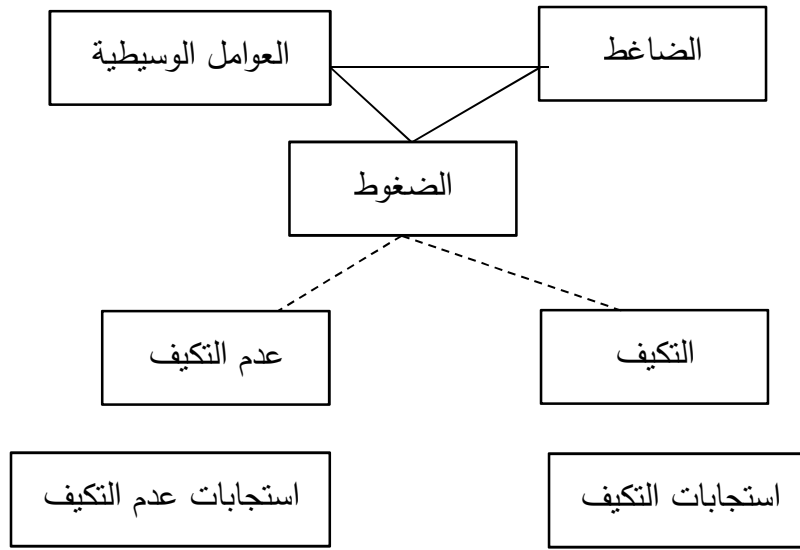 الضاغط
العوامل الوسيطية
الضغوط
التكيف
عدم التكيف
استجابات التكيف
استجابات عدم التكيف